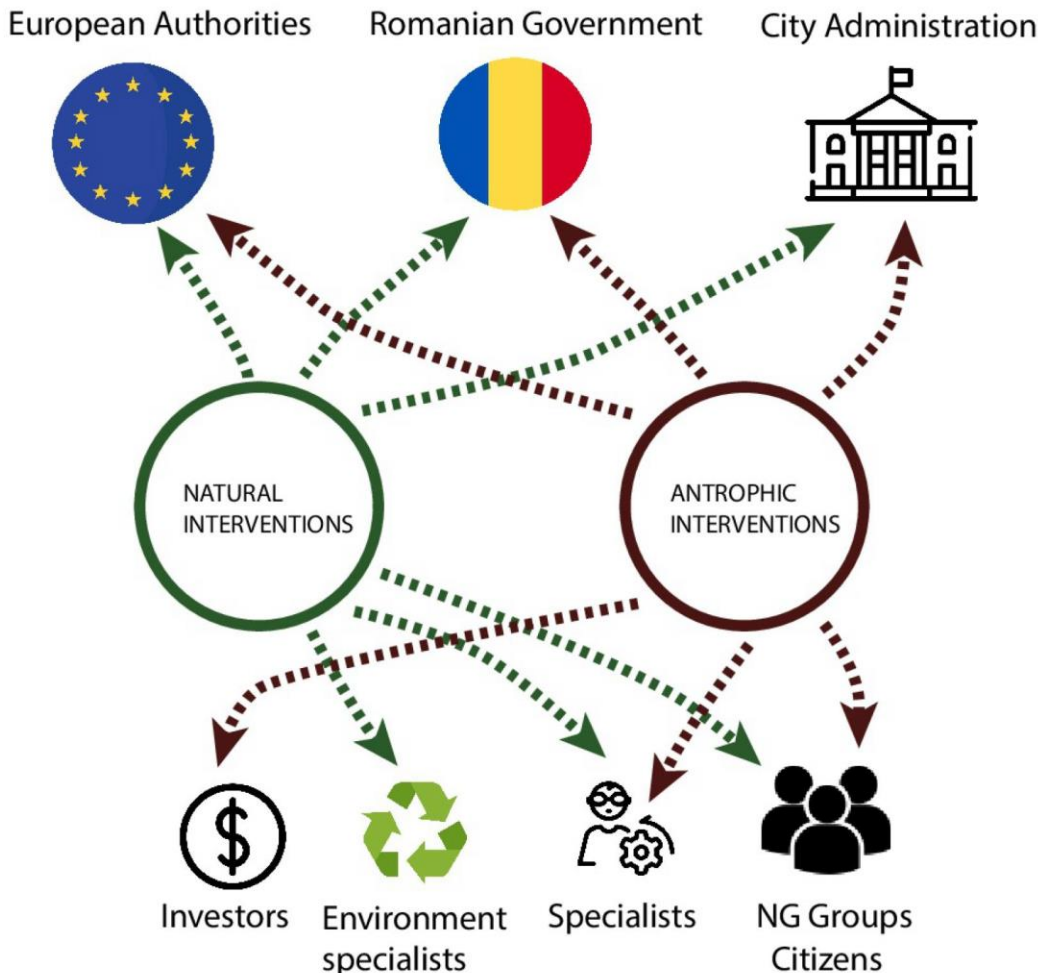 European Authorities
Romanian Government
City Administration
NATURAL
INTERVENTIONS
ANTROPHIC
INTERVENTIONS
$
Investors
Environment
specialists
Specialists
NG Groups
Citizens